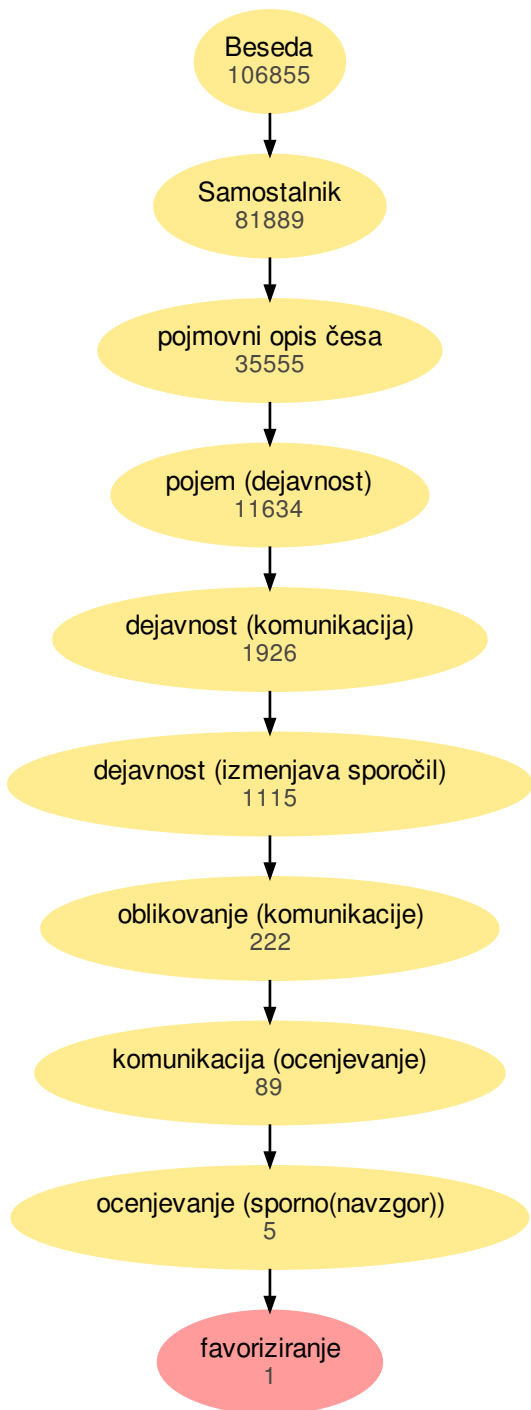 Beseda
106855
Samostalnik
81889
pojmovni opis česa
35555
pojem (dejavnost)
11634
dejavnost (komunikacija)
1926
dejavnost (izmenjava sporočil)
1115
oblikovanje (komunikacije)
222
komunikacija (ocenjevanje)
89
ocenjevanje (sporno(navzgor))
5
favoriziranje
1